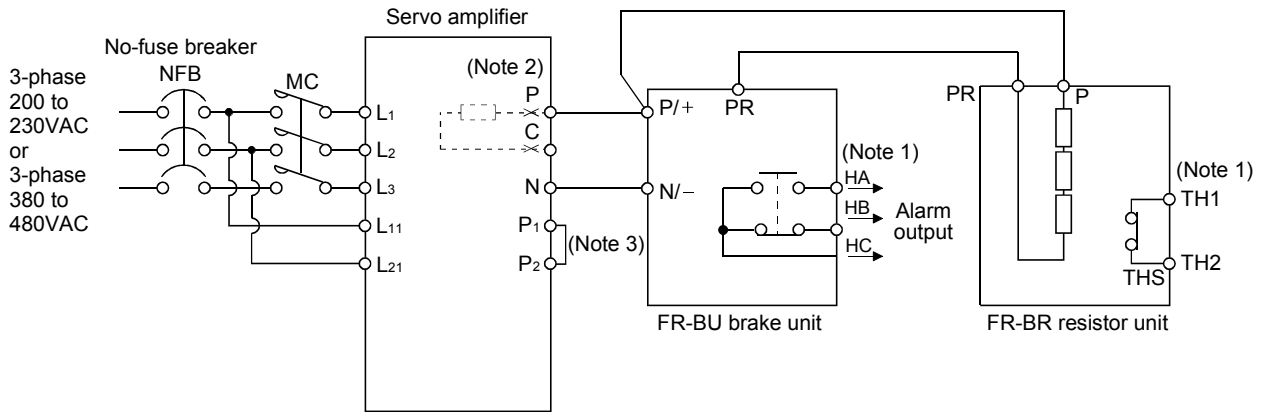 Servo amplifier
No-fuse breaker
NFB
MC
3-phase
200 to
230VAC
or
3-phase
380 to
480VAC
L1
L2
L3
L11
L21
(Note 2)
P
C
N
P1
P2
(Note 3)
P/+
PR
N/−
(Note 1)
HA
HB
HC
Alarm
output
FR-BU brake unit
PR
P
(Note 1)
TH1
THS
TH2
FR-BR resistor unit